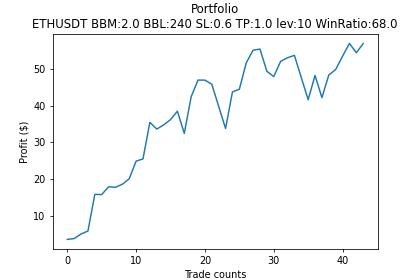 Portfolio
ETHUSDT BBM:2.0 BBL:240 SL:0.6 TP:1.0 lev:10 WinRatio:68.0
Profit ($)
50
40
30
20
10
0
10
20
30
40
Trade counts